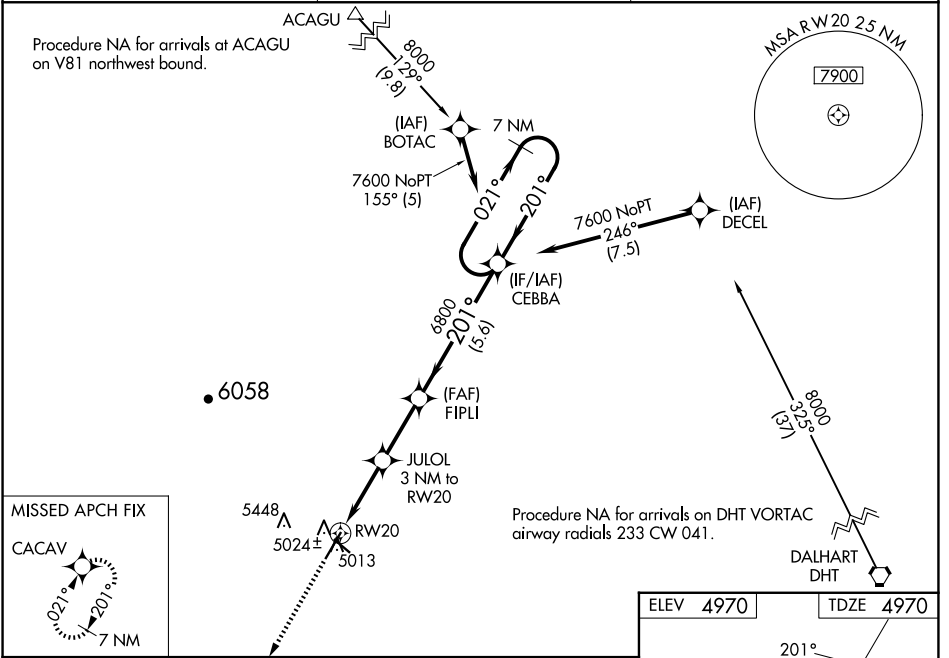 ACAGU
Procedure NA for arrivals at ACAGU
on V81 northwest bound.
8000
129°
(9.8)
MSA RW20 25 NM
7900
(IAF)
BOTAC
7 NM
7600 NoPT
155° (5)
021°
201°
7600 NoPT
246°
(7.5)
(IAF)
DECEL
(IF/IAF)
CEBBA
6800
201°
(5.6)
6058
(FAF)
FIPLI
8000
325°
(37)
JULOL
3 NM to
RW20
MISSED APCH FIX
CACAV
021°
201°
7 NM
5448
5024±
RW20
5013
Procedure NA for arrivals on DHT VORTAC
airway radials 233 CW 041.
DALHART
DHT
ELEV 4970
TDZE 4970
201°